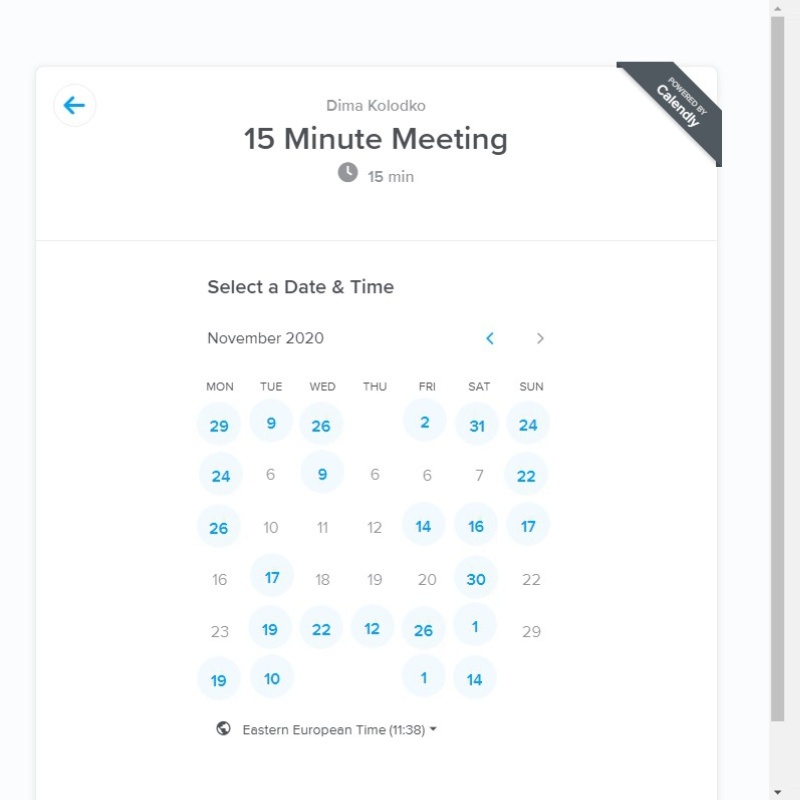 Dima Kolodko
15 Minute Meeting
15 min
POWERED BY
Calendly
Select a Date & Time
November 2020
MON TUE WED THU FRI SAT SUN
29 9 26 2 31 24
24 6 9 6 6 7 22
26 10 11 12 14 16 17
16 17 18 19 20 30 22
23 19 22 12 26 1 29
19 10 1 14
Eastern European Time (11:38)